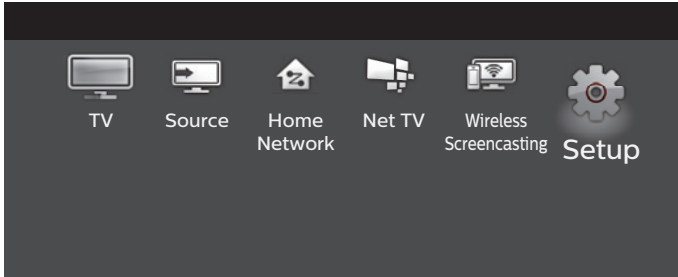 TV
Source
Home
Network
Net TV
Wireless
Screencasting
Setup